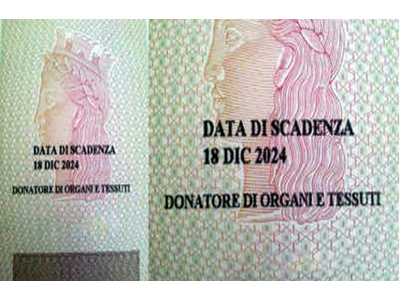 DATA DI SCADENZA
18 DIC 2024
DONATORE DI ORGANI E TESSUTI
DATA DI SCADENZA
18 DIC 2024
DONATORE DI ORGANI E TESSUTI